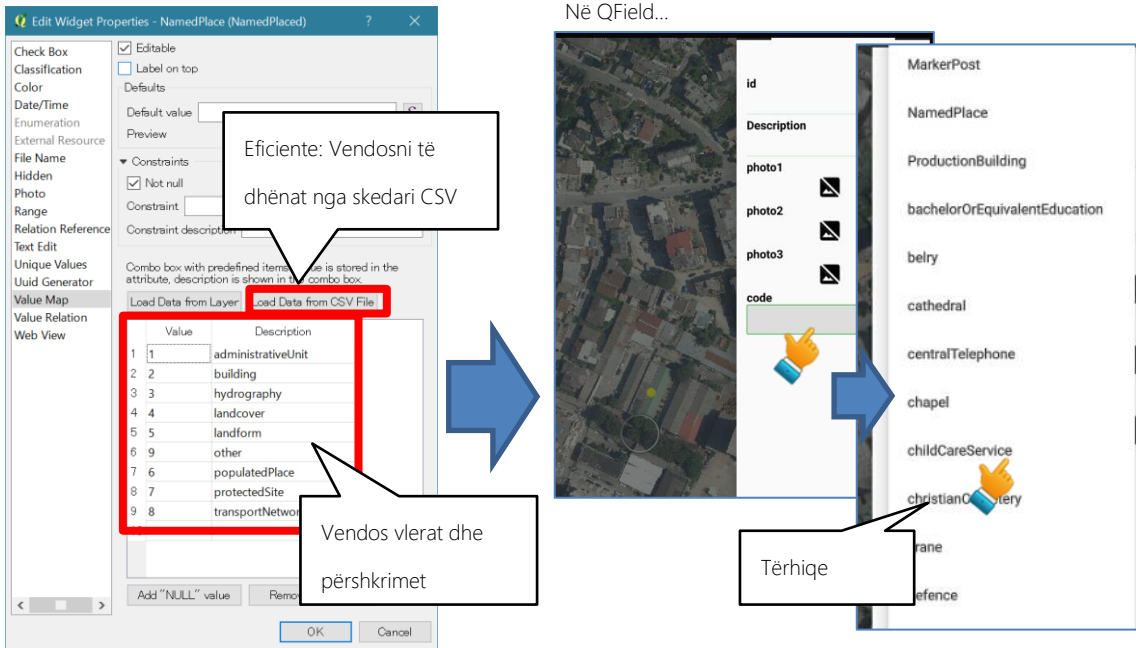 Edit Widget Properties - NamedPlace (NamedPlaced)
Check Box
Classification
Color
Date/Time
Enumeration
External Resource
File Name
Hidden
Photo
Range
Relation Reference
Text Edit
Unique Values
Uuid Generator
Value Map
Value Relation
Web View
Editable
Label on top
Defaults
Default value
Preview
Constraints
Not null
Constraint
Constraint description
Combo box with predefined items. is stored in the
attribute, description is shown in combo box.
Load Data from Layer Load Data from CSV File
Value Description
1 1 administrativeUnit
2 2 building
3 3 hydrography
4 4 landcover
5 5 landform
6 9 other
7 6 populatedPlace
8 7 protectedSite
9 8
Add "NULL" value
OK Cancel
Eficiente: Vendosni të
dhënat nga skedari CSV
Vendos vlerat dhe
përshkrimet
Në QField...
id
Description
photo1
photo2
photo3
code
MarkerPost
NamedPlace
ProductionBuilding
bachelorOrEquivalentEducation
belry
cathedral
centralTelephone
chapel
childCareService
Tërhiqe